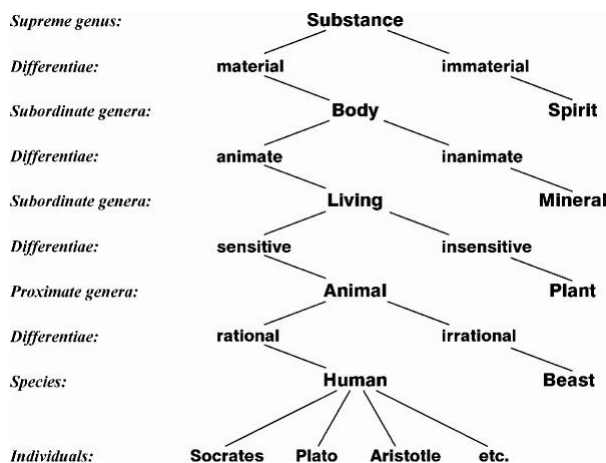 Supreme genus: Substance
Differentiae: material immaterial
Subordinate genera: Body Spirit
Differentiae: animate inanimate
Subordinate genera: Living Mineral
Differentiae: sensitive insensitive
Proximate genera: Animal Plant
Differentiae: rational irrational
Species: Human Beast
Individuals: Socrates Plato Aristotle etc.